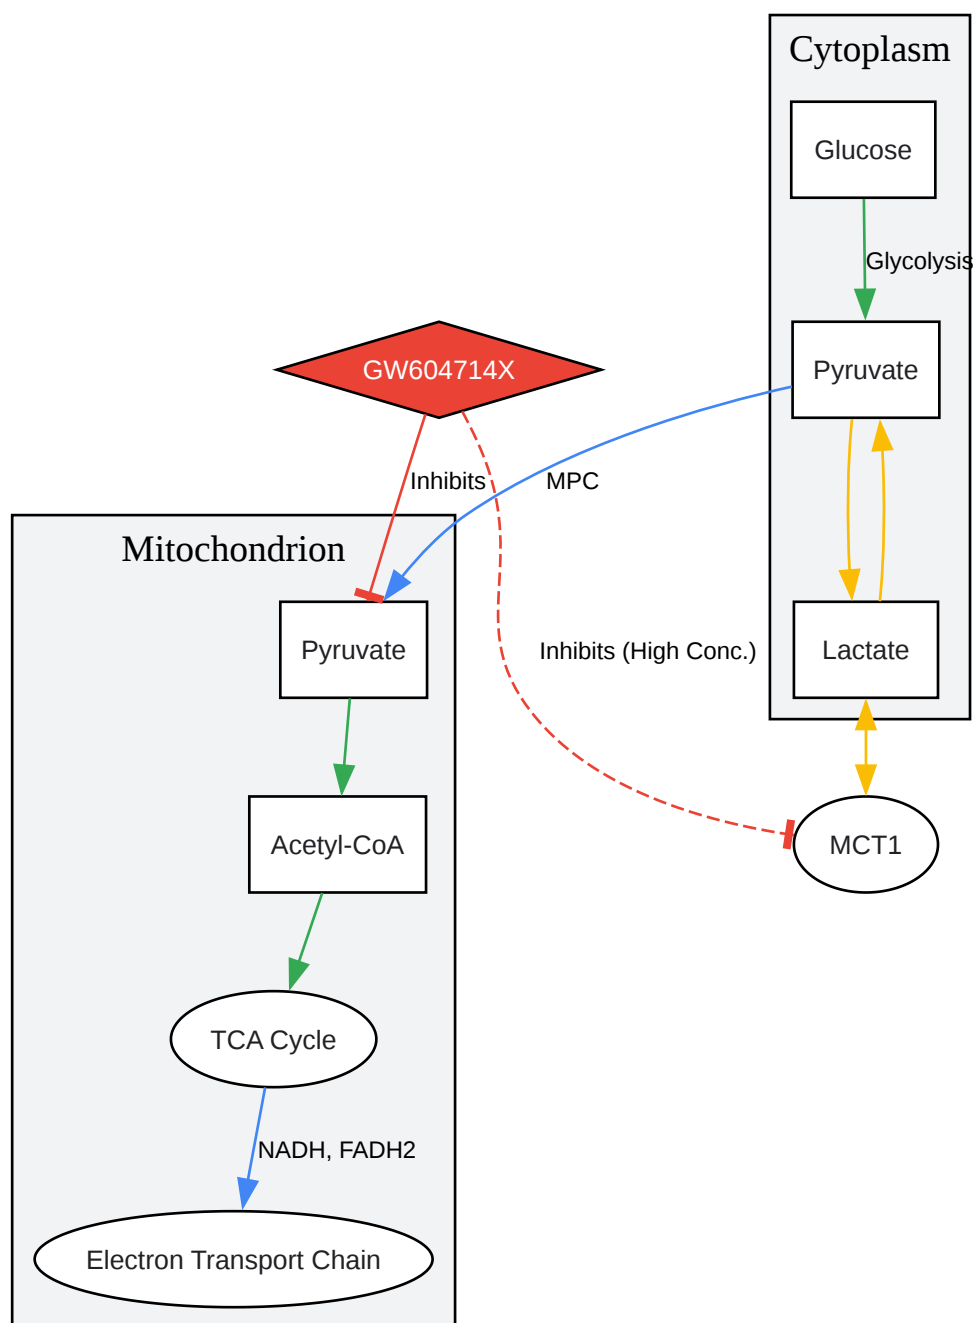 Cytoplasm
Glucose
Glycolysis
GW604714X
Pyruvate
Inhibits
MPC
Mitochondrion
Pyruvate
Inhibits (High Conc.)
Lactate
Acetyl-CoA
MCT1
TCA Cycle
NADH, FADH2
Electron Transport Chain